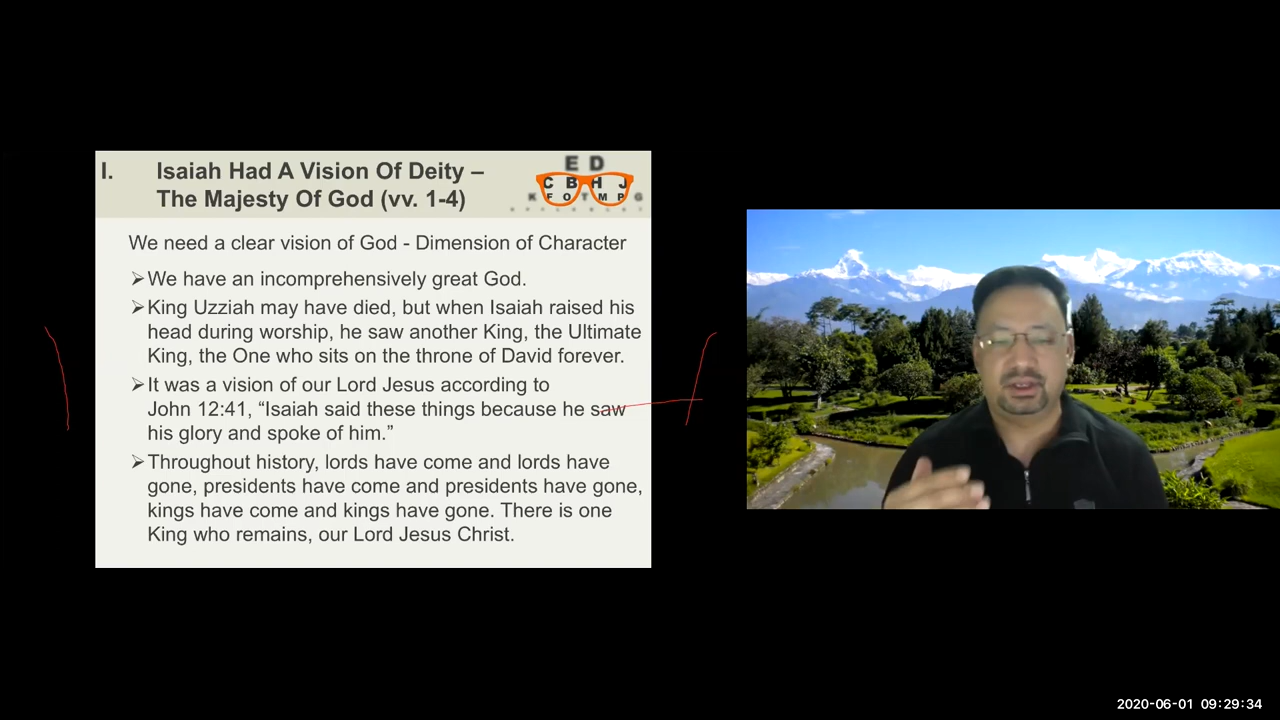 I. Isaiah Had A Vision Of Deity –
The Majesty Of God (vv. 1-4)
E D
C B H J
K F O T M P G
We need a clear vision of God - Dimension of Character
➢We have an incomprehensively great God.
➢King Uzziah may have died, but when Isaiah raised his
head during worship, he saw another King, the Ultimate
King, the One who sits on the throne of David forever.
➢It was a vision of our Lord Jesus according to
John 12:41, “Isaiah said these things because he saw
his glory and spoke of him.”
➢Throughout history, lords have come and lords have
gone, presidents have come and presidents have gone,
kings have come and kings have gone. There is one
King who remains, our Lord Jesus Christ.
2020-06-01 09:29:34